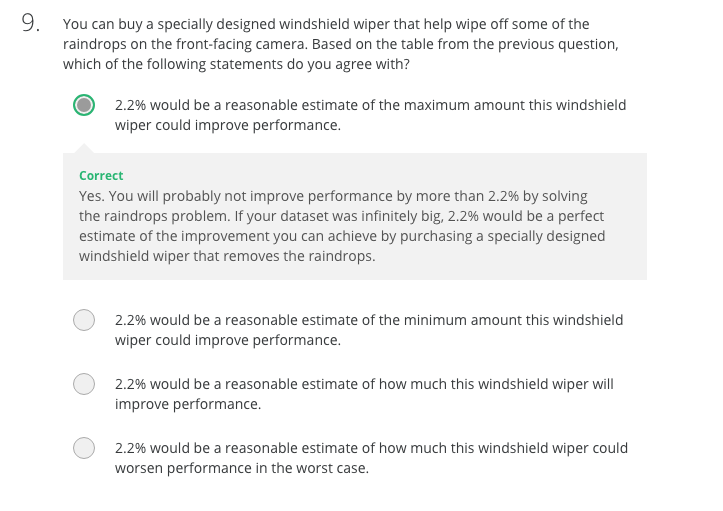 9. You can buy a specially designed windshield wiper that help wipe off some of the
raindrops on the front-facing camera. Based on the table from the previous question,
which of the following statements do you agree with?
2.2% would be a reasonable estimate of the maximum amount this windshield
wiper could improve performance.
Correct
Yes. You will probably not improve performance by more than 2.2% by solving
the raindrops problem. If your dataset was infinitely big, 2.2% would be a perfect
estimate of the improvement you can achieve by purchasing a specially designed
windshield wiper that removes the raindrops.
2.2% would be a reasonable estimate of the minimum amount this windshield
wiper could improve performance.
2.2% would be a reasonable estimate of how much this windshield wiper will
improve performance.
2.2% would be a reasonable estimate of how much this windshield wiper could
worsen performance in the worst case.